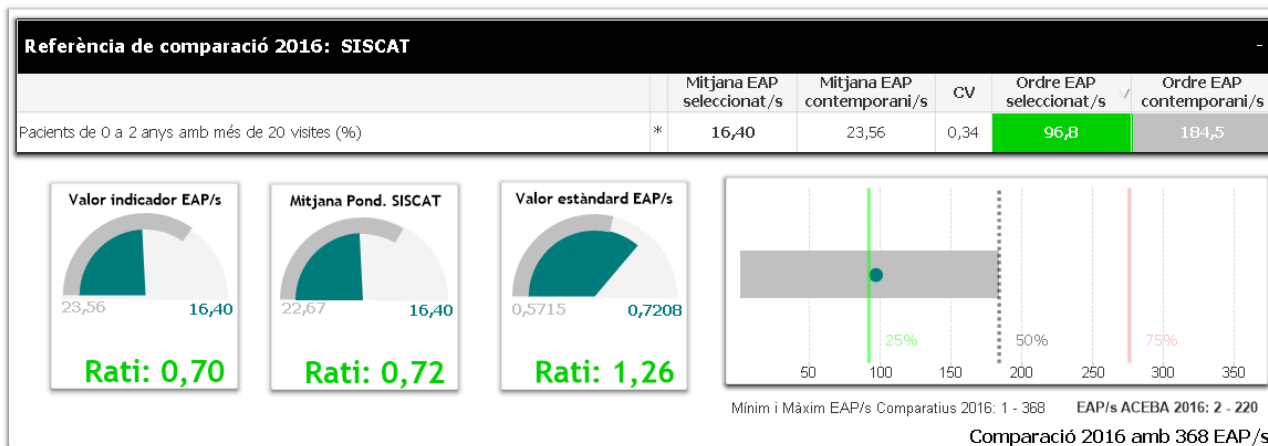 Referència de comparació 2016: SISCAT -
Mitjana EAP seleccionat/s
Mitjana EAP contemporani/s
CV
Ordre EAP seleccionat/s
Ordre EAP contemporani/s
Pacients de 0 a 2 anys amb més de 20 visites (%) * 16,40 23,56 0,34 96,8 184,5
Valor indicador EAP/s
23,56 16,40
Rati: 0,70
Mitjana Pond. SISCAT
22,67 16,40
Rati: 0,72
Valor estàndard EAP/s
0,5715 0,7208
Rati: 1,26
25% 50% 75%
50 100 150 200 250 300 350
Mínim i Màxim EAP/s Comparatius 2016: 1 - 368 EAP/s ACEBA 2016: 2 - 220
Comparació 2016 amb 368 EAP/s